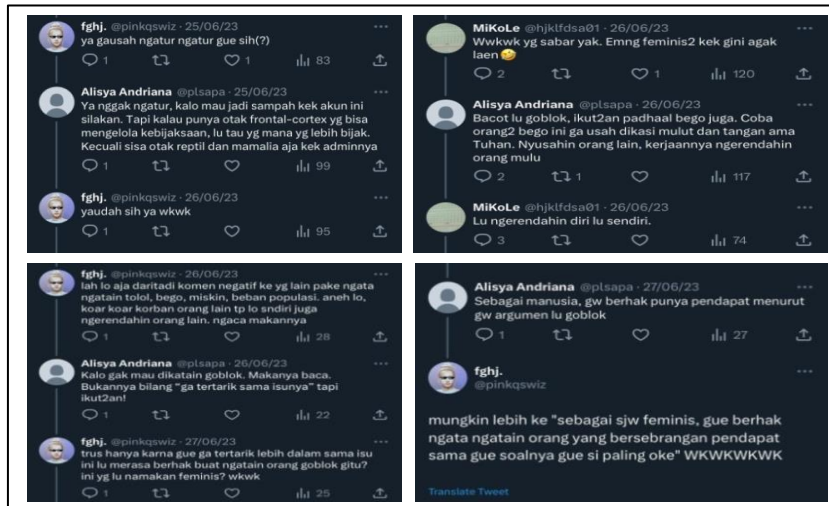 fghj. @pinkqswiz · 25/06/23
ya gausah ngatur ngatur gue sih(?)
1 1 83
Alisya Andriana @plsapa · 25/06/23
Ya nggak ngatur, kalo mau jadi sampah kek akun ini
silakan. Tapi kalau punya otak frontal-cortex yg bisa
mengelola kebijaksaan, lu tau yg mana yg lebih bijak.
Kecuali sisa otak reptil dan mamalia aja kek adminnya
1 99
fghj. @pinkqswiz · 26/06/23
yaudah sih ya wkwk
1 95
MiKoLe @hjklfdsa01 · 26/06/23
Wwkwk yg sabar yak. Emng feminis2 kek gini agak
laen 🤣
2 1 120
Alisya Andriana @plsapa · 26/06/23
Bacot lu goblok, ikut2an padhaal bego juga. Coba
orang2 bego ini ga usah dikasi mulut dan tangan ama
Tuhan. Nyusahin orang lain, kerjaannya ngerendahin
orang mulu
2 1 117
MiKoLe @hjklfdsa01 · 26/06/23
Lu ngerendahin diri lu sendiri.
3 74
fghj. @pinkqswiz · 26/06/23
lah lo aja daritadi komen negatif ke yg lain pake ngata
ngatain tolol, bego, miskin, beban populasi. aneh lo,
koar koar korban orang lain tp lo sndiri juga
ngerendahin orang lain. ngaca makannya
1 28
Alisya Andriana @plsapa · 26/06/23
Kalo gak mau dikatain goblok. Makanya baca.
Bukannya bilang “ga tertarik sama isunya” tapi
ikut2an!
1 22
fghj. @pinkqswiz · 27/06/23
trus hanya karna gue ga tertarik lebih dalam sama isu
ini lu merasa berhak buat ngatain orang goblok gitu?
ini yg lu namakan feminis? wkwk
1 25
Alisya Andriana @plsapa · 27/06/23
Sebagai manusia, gw berhak punya pendapat menurut
gw argumen lu goblok
1 27
fghj.
@pinkqswiz
mungkin lebih ke "sebagai sjw feminis, gue berhak
ngata ngatain orang yang bersebrangan pendapat
sama gue soalnya gue si paling oke" WKWKWKWK
Translate Tweet